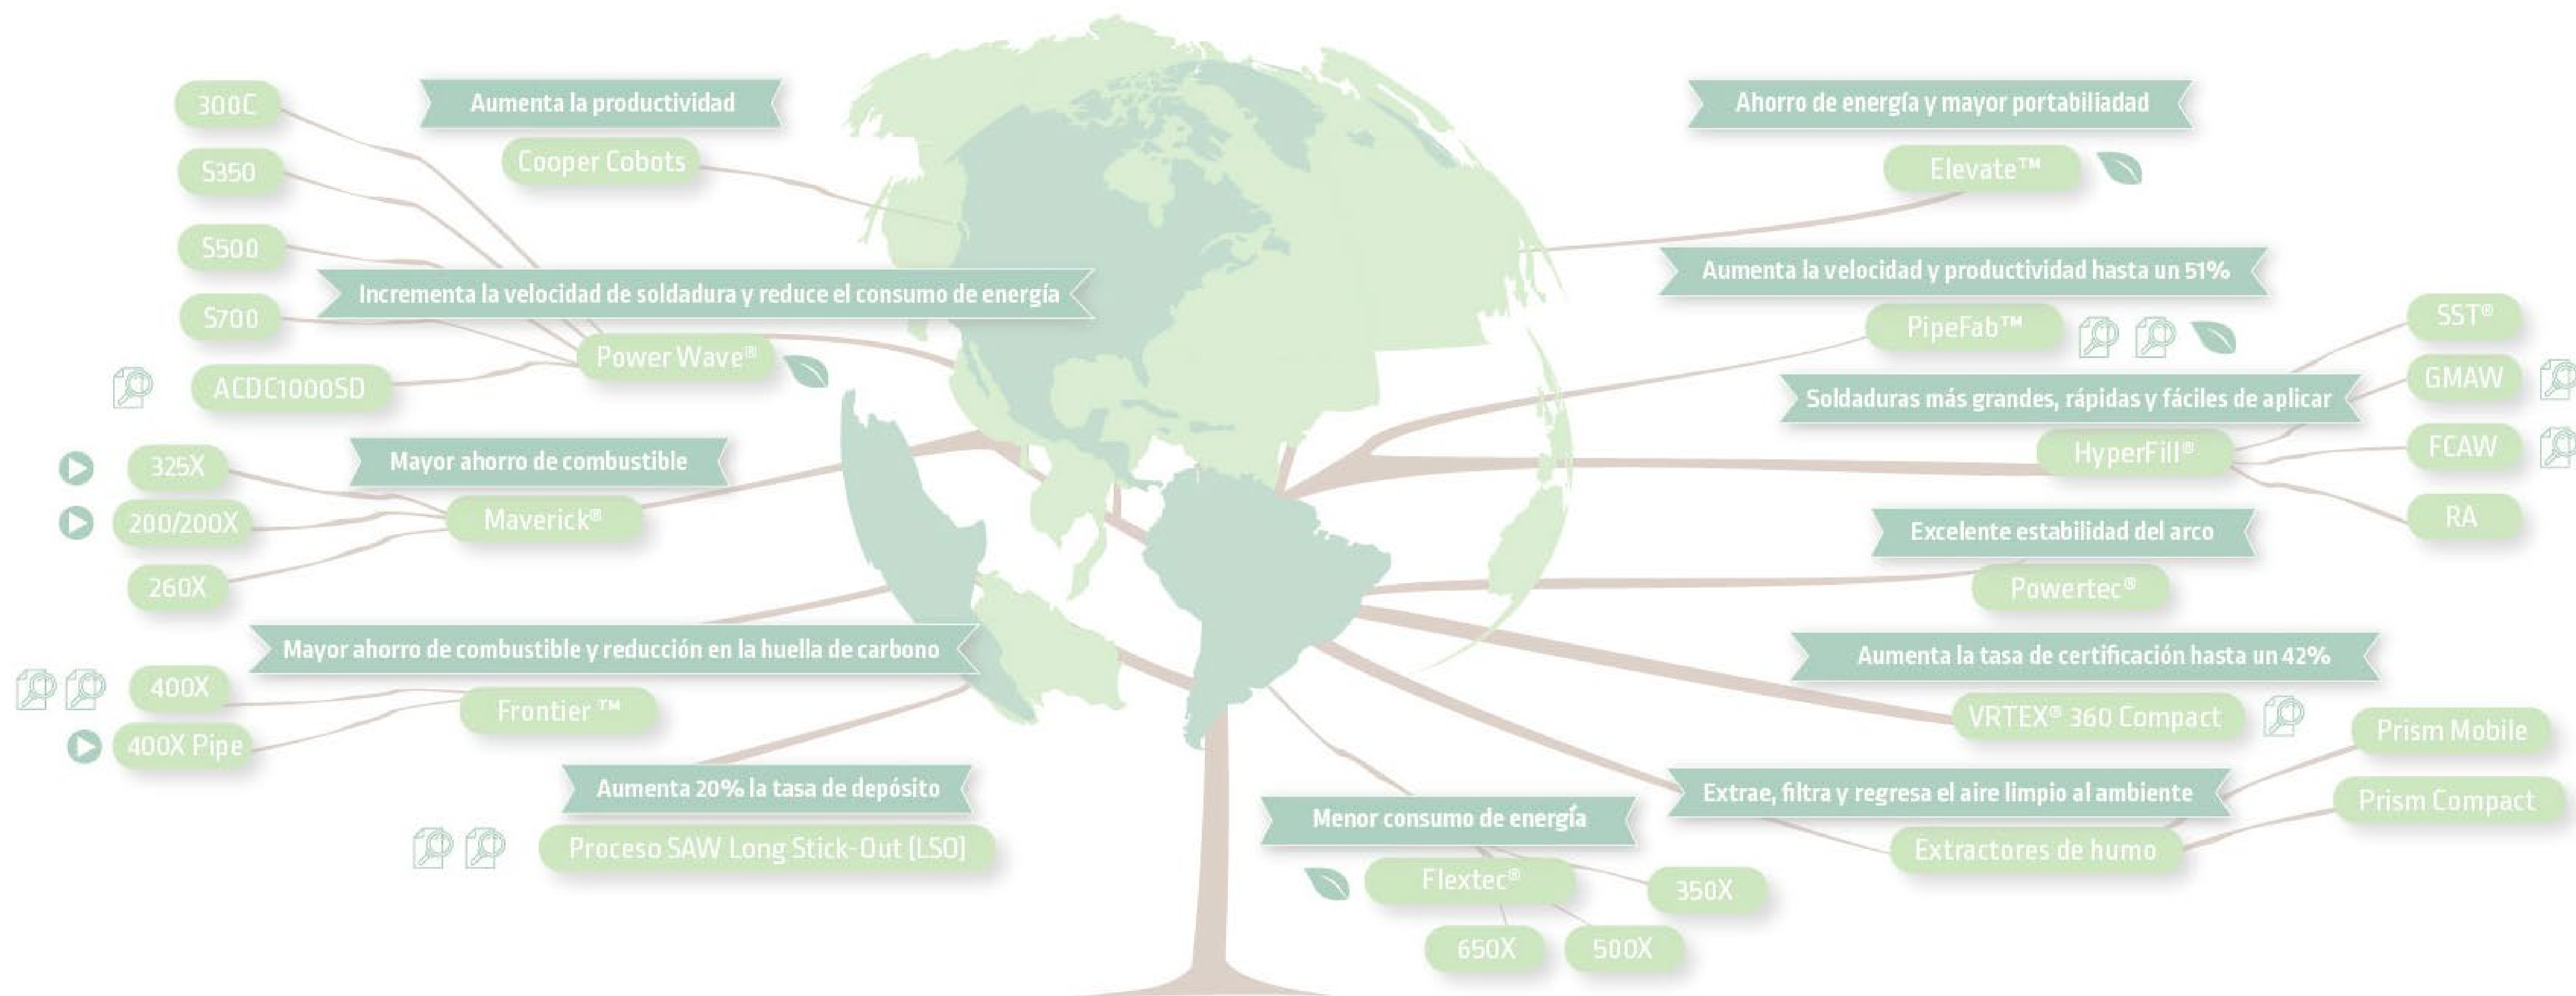 300C
S350
S500
S700
ACDC1000SD
Aumenta la productividad
Cooper Cobots
Incrementa la velocidad de soldadura y reduce el consumo de energía
Power Wave®
325X
200/200X
260X
Mayor ahorro de combustible
Maverick®
Mayor ahorro de combustible y reducción en la huella de carbono
400X
400X Pipe
Frontier ™
Aumenta 20% la tasa de depósito
Proceso SAW Long Stick-Out [LSO]
Ahorro de energía y mayor portabiliadad
Elevate™
Aumenta la velocidad y productividad hasta un 51%
PipeFab™
Soldaduras más grandes, rápidas y fáciles de aplicar
HyperFill®
SST®
GMAW
FCAW
RA
Excelente estabilidad del arco
Powertec®
Aumenta la tasa de certificación hasta un 42%
VRTEX® 360 Compact
Extrae, filtra y regresa el aire limpio al ambiente
Extractores de humo
Prism Mobile
Prism Compact
Menor consumo de energía
Flextec®
350X
650X
500X